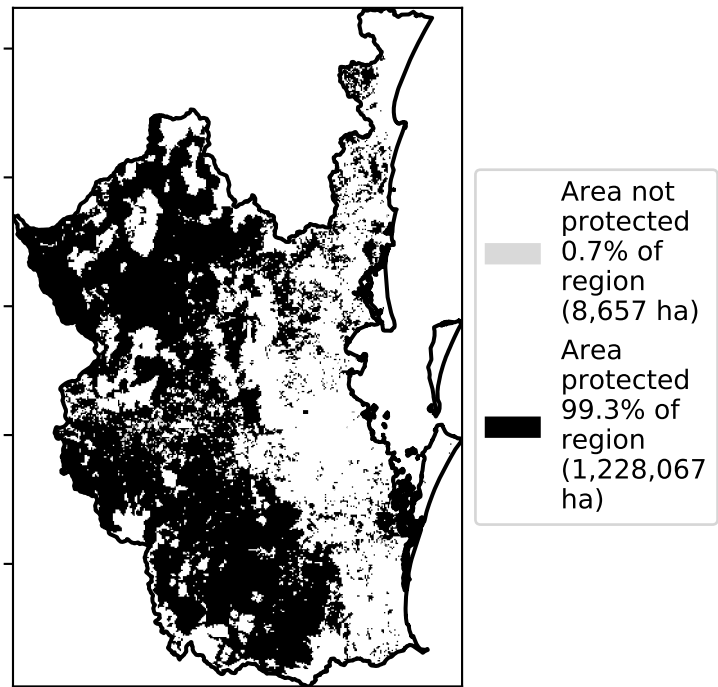 Area not
protected
0.7% of
region
(8,657 ha)
Area
protected
99.3% of
region
(1,228,067
ha)